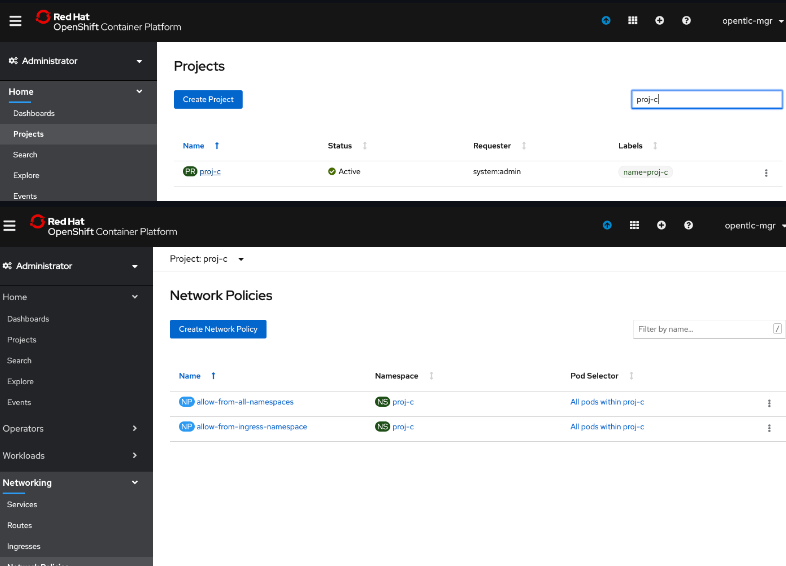 Red Hat
OpenShift Container Platform
opentlc-mgr
Administrator
Home
Dashboards
Projects
Search
Explore
Events
Projects
Create Project
proj-c
Name Status Requester Labels
PR proj-c Active system:admin name=proj-c
Red Hat
OpenShift Container Platform
opentlc-mgr
Administrator
Home
Dashboards
Projects
Search
Explore
Events
Operators
Workloads
Networking
Services
Routes
Ingresses
Network Policies
Project: proj-c
Network Policies
Create Network Policy
Filter by name...
/
Name Namespace Pod Selector
NP allow-from-all-namespaces NS proj-c All pods within proj-c
NP allow-from-ingress-namespace NS proj-c All pods within proj-c